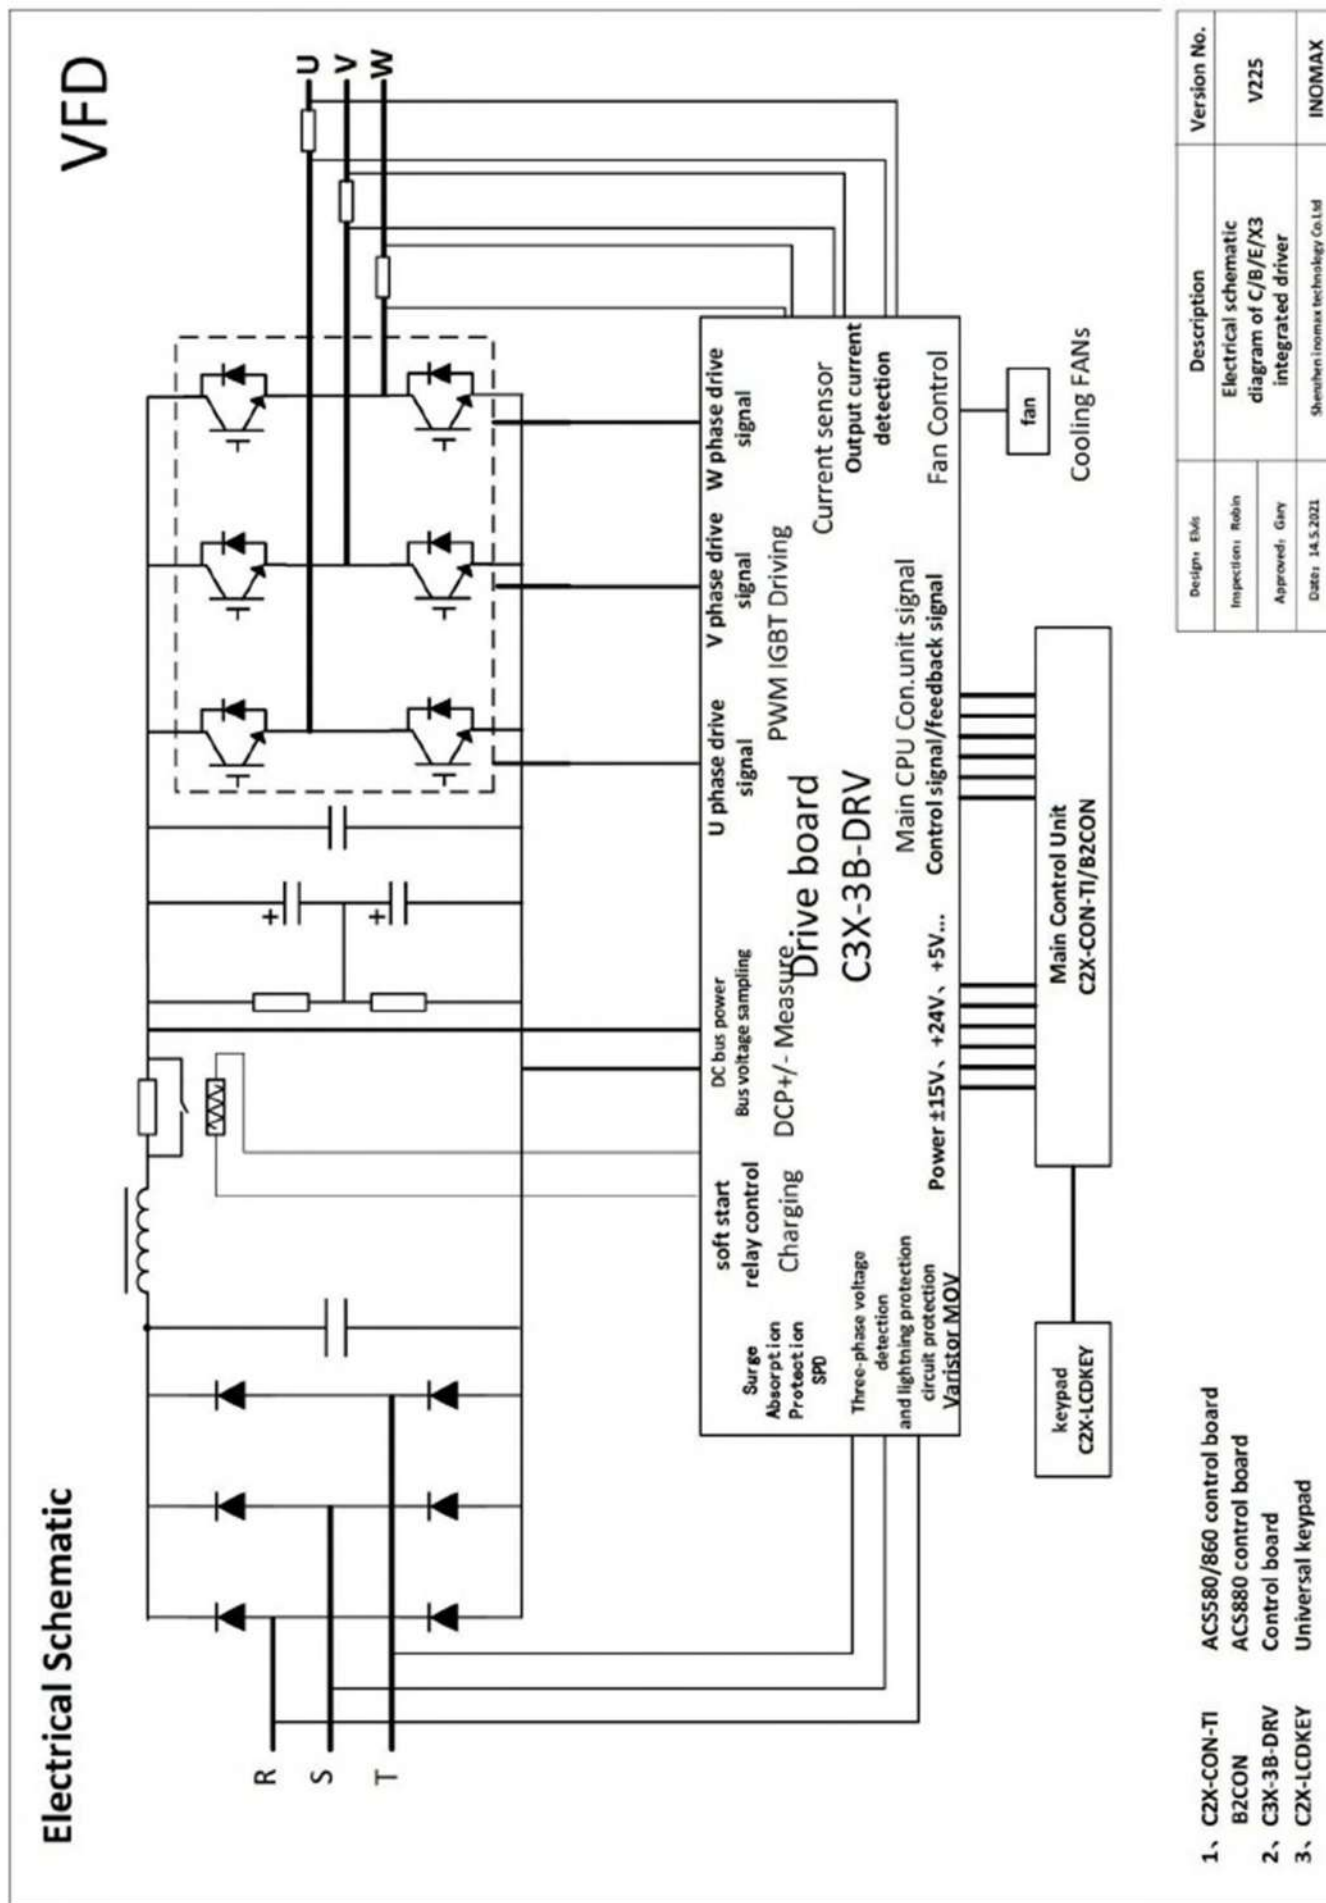 Electrical Schematic
VFD
U
V
W
R
S
T
+
+
Surge
Absorption
Protection
SPD
soft start
relay control
Charging
DC bus power
Bus voltage sampling
DCP+/- Measure
U phase drive
signal
V phase drive
signal
W phase drive
signal
PWM IGBT Driving
Drive board
C3X-3B-DRV
Current sensor
Output current
detection
Three-phase voltage
detection
and lightning protection
circuit protection
Varistor MOV
Power ±15V、+24V、+5V...
Main CPU Con.unit signal
Control signal/feedback signal
Fan Control
fan
Cooling FANs
keypad
C2X-LCDKEY
Main Control Unit
C2X-CON-TI/B2CON
1、 C2X-CON-TI ACS580/860 control board
B2CON ACS880 control board
2、 C3X-3B-DRV Control board
3、 C2X-LCDKEY Universal keypad
Design: Elvis
Description
Version No.
Inspection: Robin
Approved: Gary
Electrical schematic
diagram of C/B/E/X3
integrated driver
V225
Date: 14.5.2021
Shenzhen inomax technology Co.Ltd
INOMAX